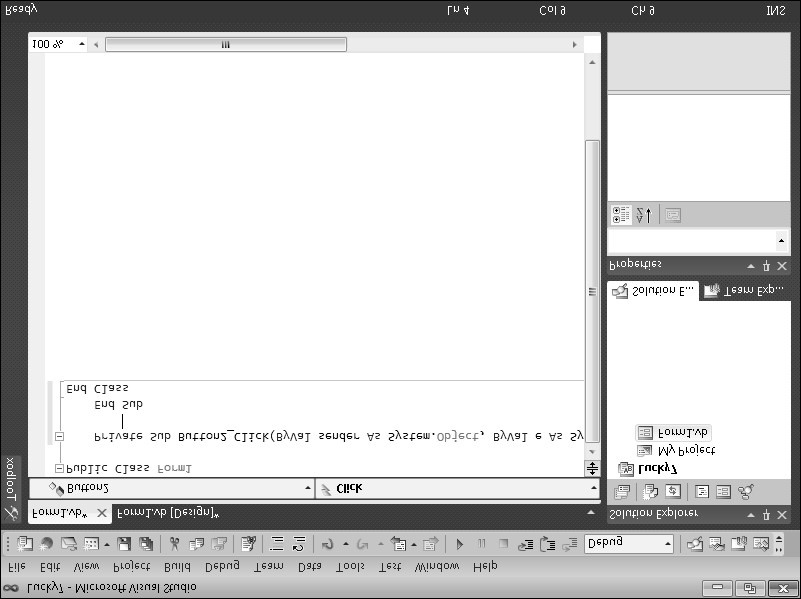 Lucky7 - Microsoft Visual Studio
File Edit View Project Build Debug Team Data Tools Test Window Help
Debug
Form1.vb* Form1.vb [Design]*
Button2 Click
Public Class Form1
Private Sub Button2_Click(ByVal sender As System.Object, ByVal e As Sy
End Sub
End Class
100 %
Toolbox
Solution Explorer
Lucky7
My Project
Form1.vb
Solution E... Team Exp...
Properties
Ready Ln 4 Col 9 Ch 9 INS